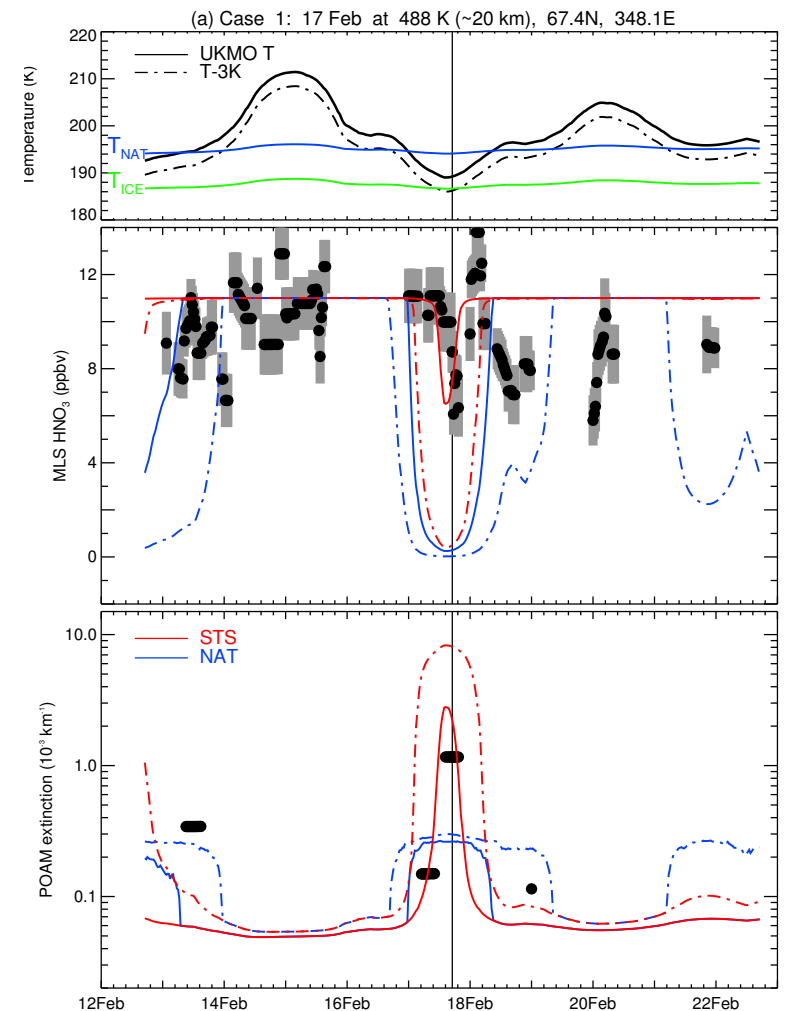 (a) Case 1: 17 Feb at 488 K (~20 km), 67.4N, 348.1E
Temperature (K)
220
210
200
190
180
UKMO T
T-3K
T_NAT
T_ICE
MLS HNO₃ (ppbv)
12
8
4
0
POAM extinction (10⁻³ km⁻¹)
10.0
1.0
0.1
STS
NAT
12Feb 14Feb 16Feb 18Feb 20Feb 22Feb